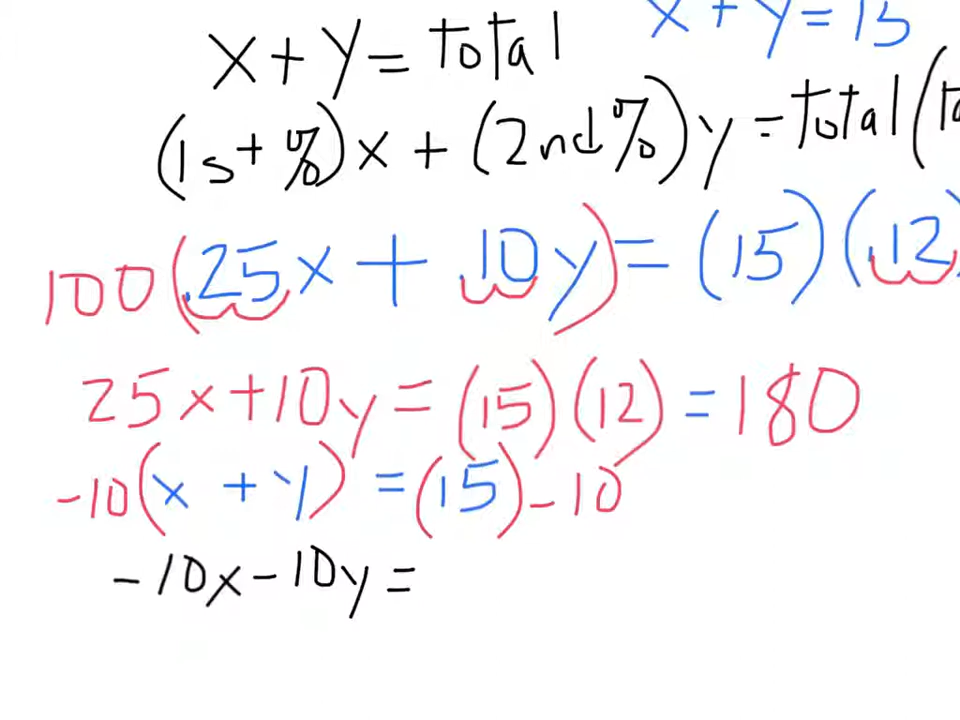 x + y = 15
x + y = total
(1st %)x + (2nd %)y = total (
100(.25x + .10y) = (15)(.12)
25x + 10y = (15)(12) = 180
-10(x + y) = (15) - 10
-10x - 10y =